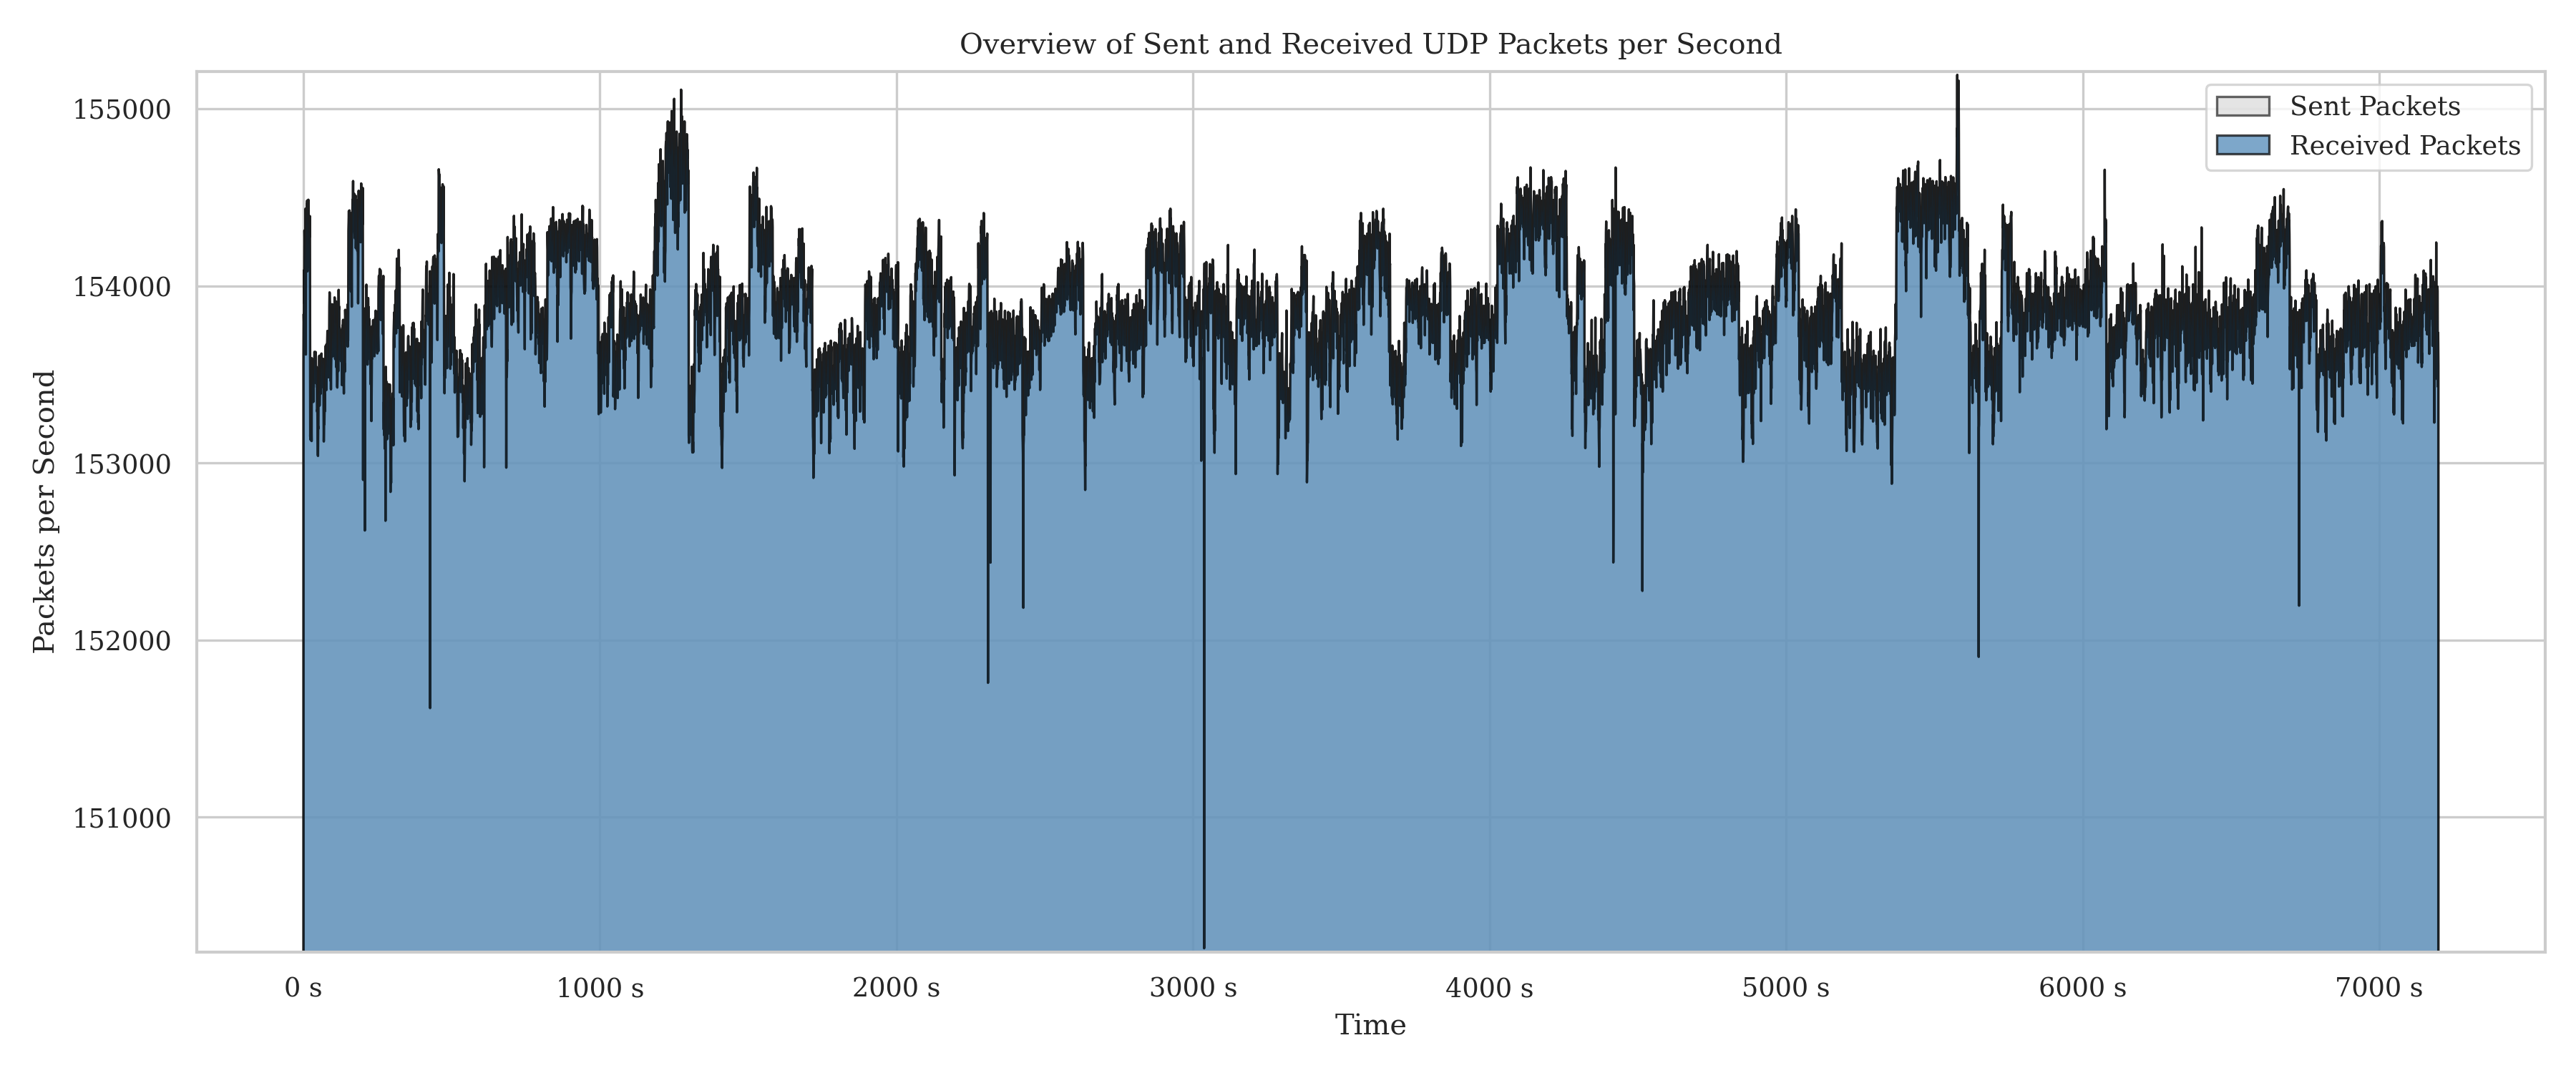 Overview of Sent and Received UDP Packets per Second
155000
154000
153000
152000
151000
Packets per Second
Sent Packets
Received Packets
0 s
1000 s
2000 s
3000 s
4000 s
5000 s
6000 s
7000 s
Time